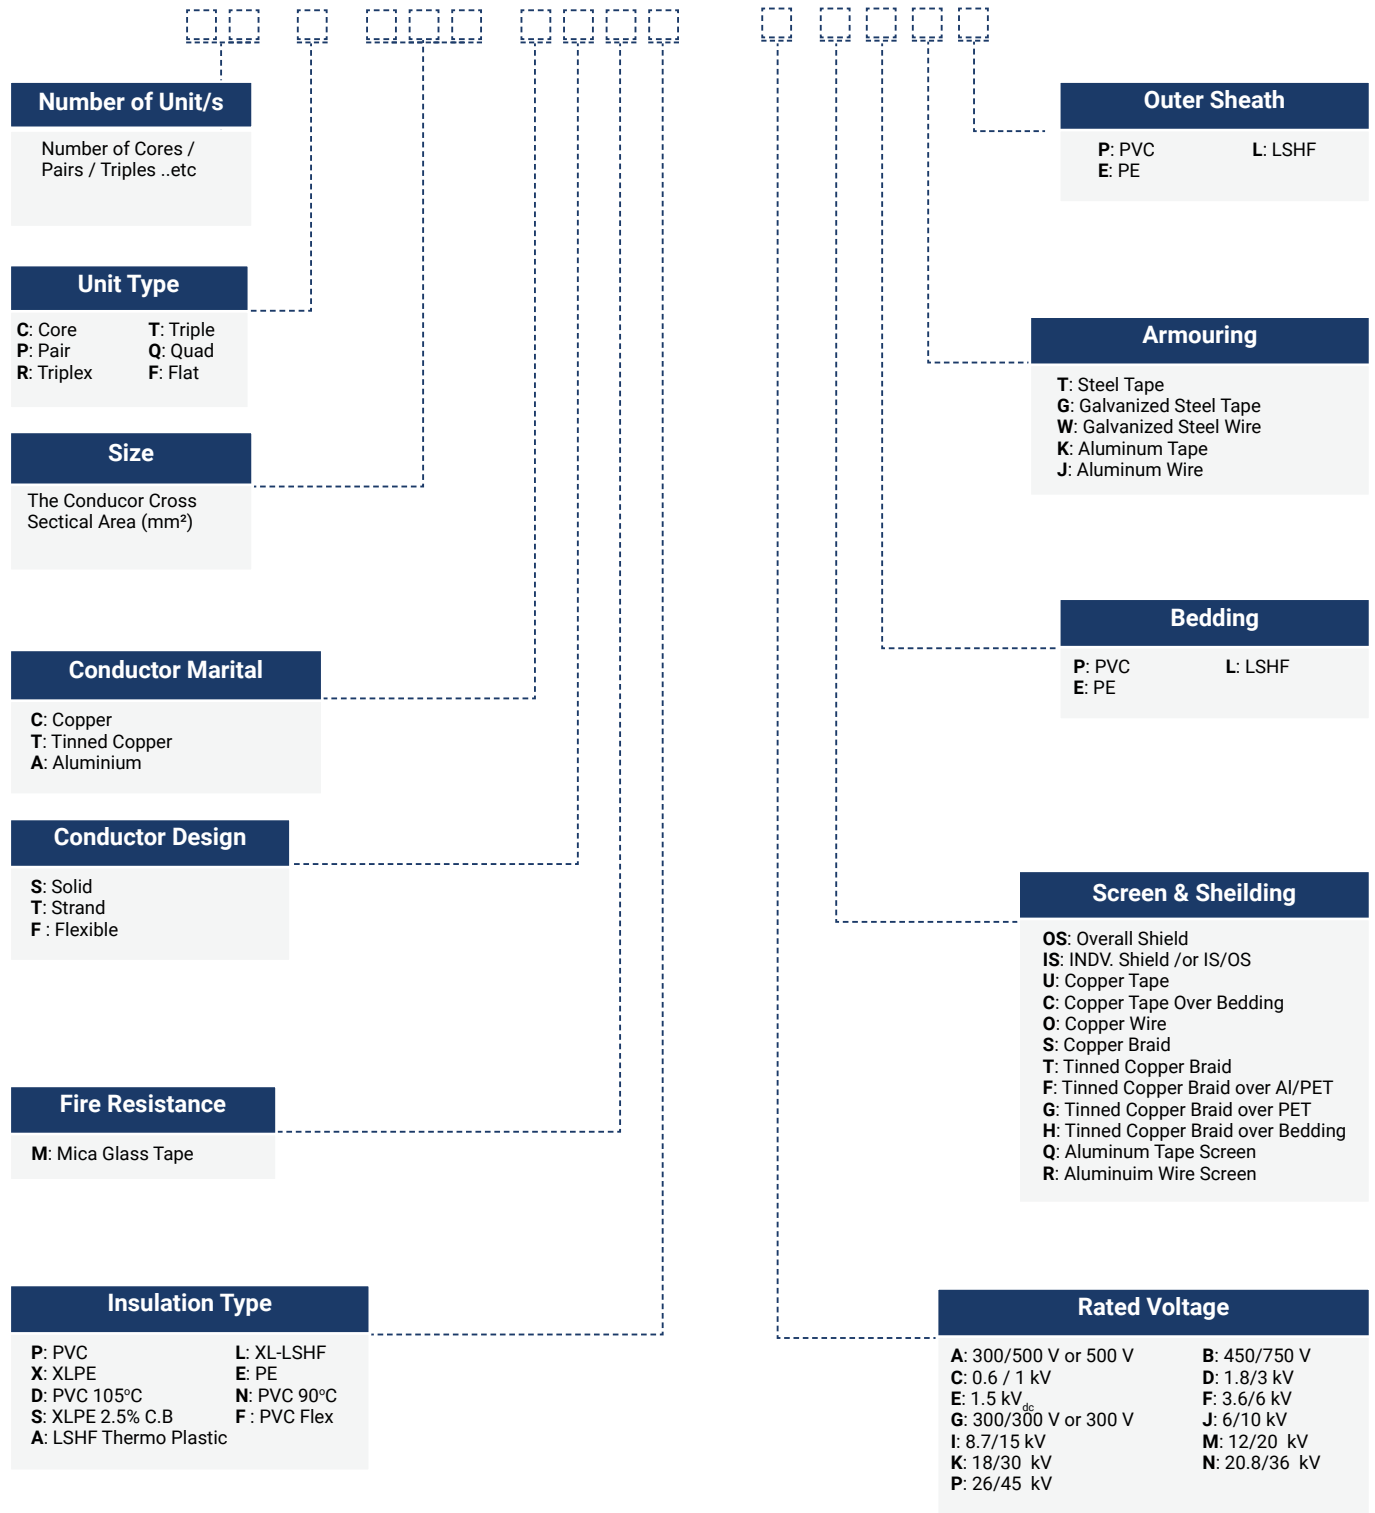 Number of Unit/s
Number of Cores /
Pairs / Triples ..etc
Unit Type
C: Core T: Triple
P: Pair Q: Quad
R: Triplex F: Flat
Size
The Conducor Cross
Sectical Area (mm²)
Conductor Marital
C: Copper
T: Tinned Copper
A: Aluminium
Conductor Design
S: Solid
T: Strand
F : Flexible
Fire Resistance
M: Mica Glass Tape
Insulation Type
P: PVC L: XL-LSHF
X: XLPE E: PE
D: PVC 105ºC N: PVC 90ºC
S: XLPE 2.5% C.B F : PVC Flex
A: LSHF Thermo Plastic
Outer Sheath
P: PVC L: LSHF
E: PE
Armouring
T: Steel Tape
G: Galvanized Steel Tape
W: Galvanized Steel Wire
K: Aluminum Tape
J: Aluminum Wire
Bedding
P: PVC L: LSHF
E: PE
Screen & Sheilding
OS: Overall Shield
IS: INDV. Shield /or IS/OS
U: Copper Tape
C: Copper Tape Over Bedding
O: Copper Wire
S: Copper Braid
T: Tinned Copper Braid
F: Tinned Copper Braid over Al/PET
G: Tinned Copper Braid over PET
H: Tinned Copper Braid over Bedding
Q: Aluminum Tape Screen
R: Aluminuim Wire Screen
Rated Voltage
A: 300/500 V or 500 V B: 450/750 V
C: 0.6 / 1 kV D: 1.8/3 kV
E: 1.5 kVdc F: 3.6/6 kV
G: 300/300 V or 300 V J: 6/10 kV
I: 8.7/15 kV M: 12/20 kV
K: 18/30 kV N: 20.8/36 kV
P: 26/45 kV